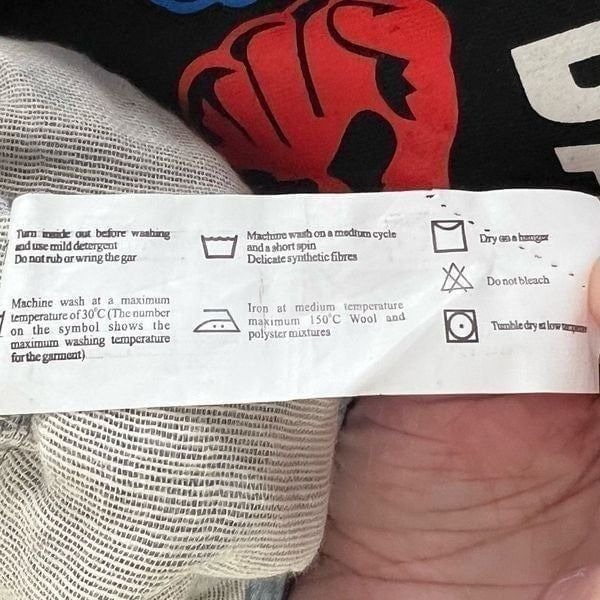 Turn inside out before washing
and use mild detergent
Do not rub or wring the gar
Machine wash at a maximum
temperature of 30°C (The number
on the symbol shows the
maximum washing temperature
for the garment)
Machine wash on a medium cycle
and a short spin
Delicate synthetic fibres
Iron at medium temperature
maximum 150°C Wool and
polyster mixtures
Dry on a hanger
Do not bleach
Tumble dry at low